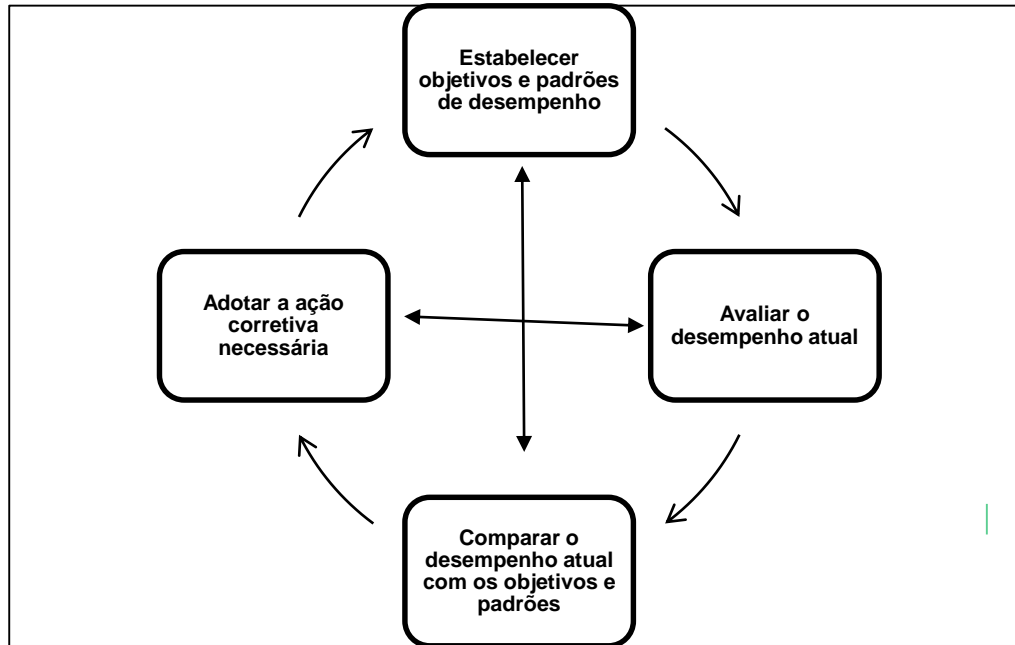 Estabelecer
objetivos e padrões
de desempenho
Adotar a ação
corretiva
necessária
Avaliar o
desempenho atual
Comparar o
desempenho atual
com os objetivos e
padrões